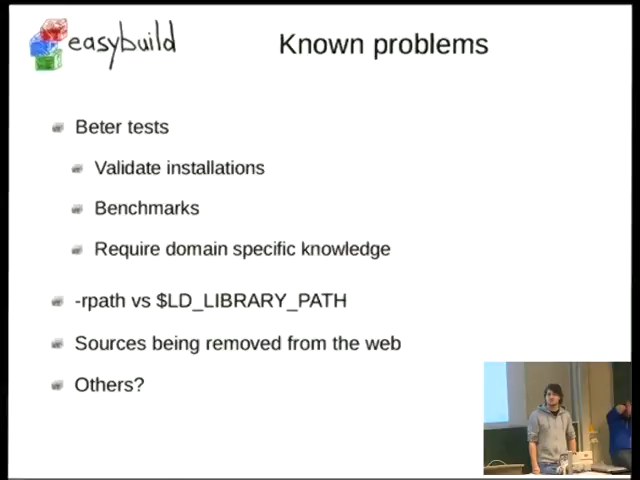 easybuild
Known problems
Beter tests
Validate installations
Benchmarks
Require domain specific knowledge
-rpath vs $LD_LIBRARY_PATH
Sources being removed from the web
Others?